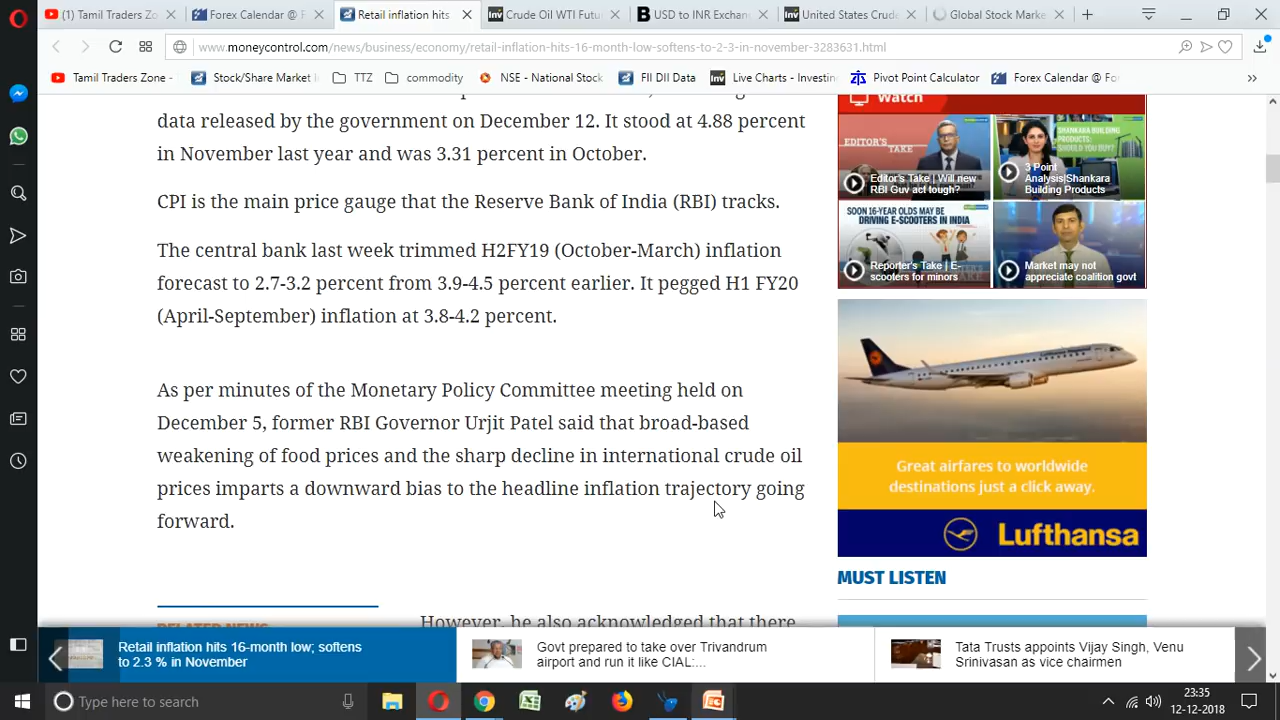 (1) Tamil Traders Zone
Forex Calendar @ F
Retail inflation hits
Crude Oil WTI Futu
USD to INR Exchan
United States Crude
Global Stock Marke
www.moneycontrol.com/news/business/economy/retail-inflation-hits-16-month-low-softens-to-2-3-in-november-3283631.html
Tamil Traders Zone -
Stock/Share Market
TTZ
commodity
NSE - National Stock
FII DII Data
Live Charts - Investin
Pivot Point Calculator
Forex Calendar @ Fo
data released by the government on December 12. It stood at 4.88 percent
in November last year and was 3.31 percent in October.
CPI is the main price gauge that the Reserve Bank of India (RBI) tracks.
The central bank last week trimmed H2FY19 (October-March) inflation
forecast to 2.7-3.2 percent from 3.9-4.5 percent earlier. It pegged H1 FY20
(April-September) inflation at 3.8-4.2 percent.
As per minutes of the Monetary Policy Committee meeting held on
December 5, former RBI Governor Urjit Patel said that broad-based
weakening of food prices and the sharp decline in international crude oil
prices imparts a downward bias to the headline inflation trajectory going
forward.
RELATED NEWS
However, he also acknowledged that there
Watch
EDITOR'S
TAKE
Editor's Take | Will new
RBI Guv act tough?
SHANKARA BUILDING
PRODUCTS:
SHOULD YOU BUY?
3 Point
Analysis|Shankara
Building Products
SOON 16-YEAR OLDS MAY BE
DRIVING E-SCOOTERS IN INDIA
Reporter's Take | E-
scooters for minors
Market may not
appreciate coalition govt
Great airfares to worldwide
destinations just a click away.
Lufthansa
MUST LISTEN
Retail inflation hits 16-month low; softens
to 2.3 % in November
Govt prepared to take over Trivandrum
airport and run it like CIAL:...
Tata Trusts appoints Vijay Singh, Venu
Srinivasan as vice chairmen
Type here to search
23:35
12-12-2018